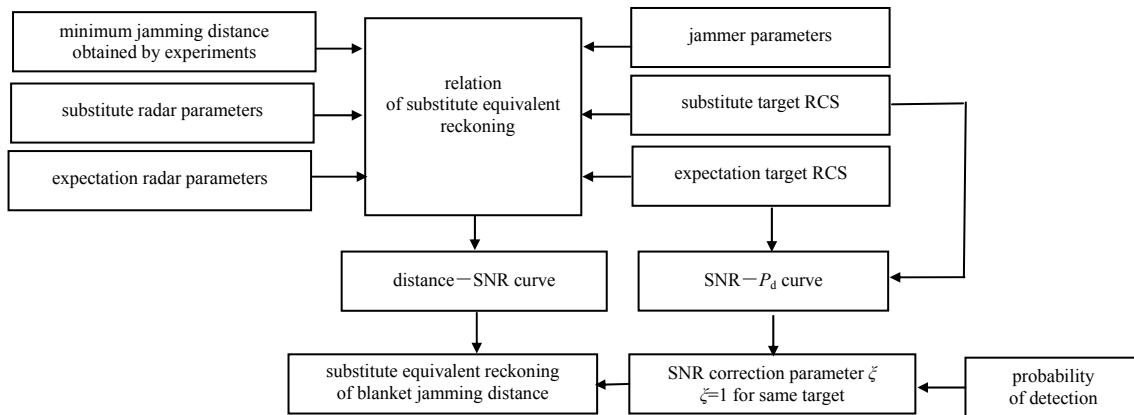 minimum jamming distance
obtained by experiments
substitute radar parameters
expectation radar parameters
relation
of substitute equivalent
reckoning
jammer parameters
substitute target RCS
expectation target RCS
distance－SNR curve
SNR－Pd curve
substitute equivalent reckoning
of blanket jamming distance
SNR correction parameter ξ
ξ=1 for same target
probability
of detection